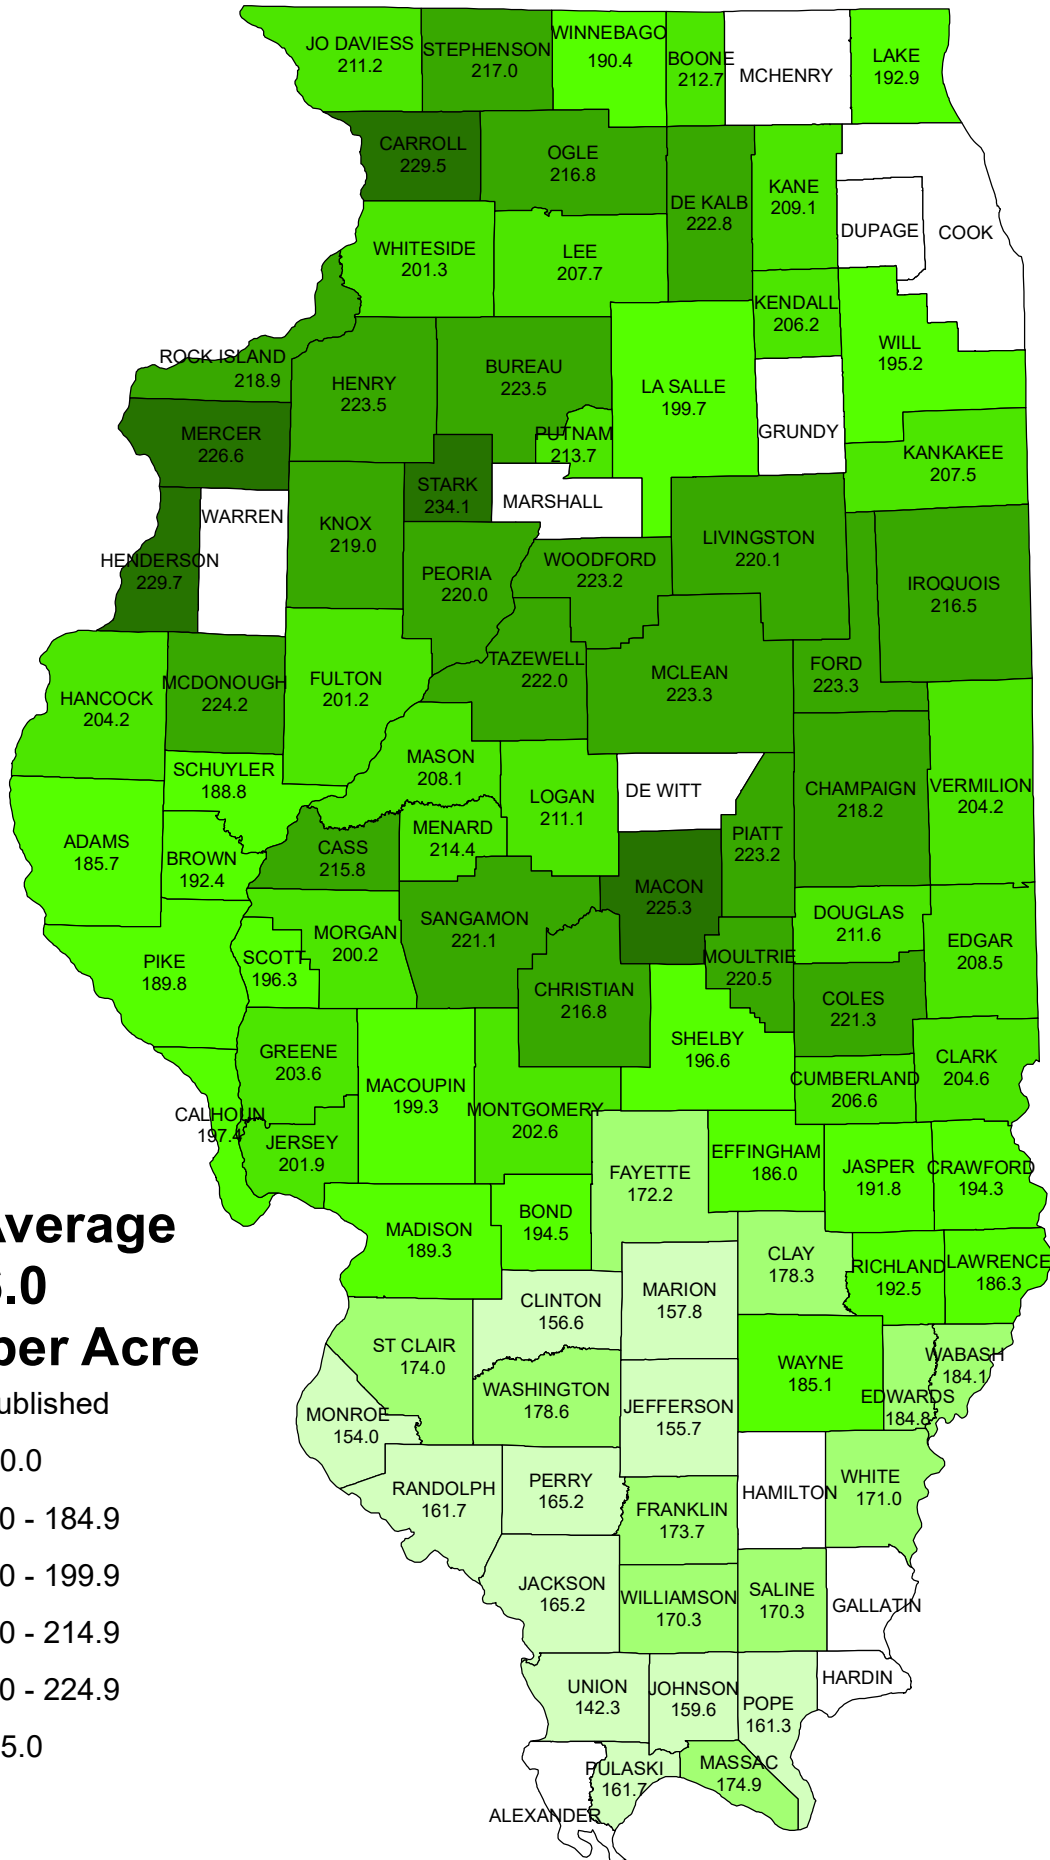 JO DAVIESS
211.2
STEPHENSON
217.0
WINNEBAGO
190.4
BOONE
212.7
MCHENRY
LAKE
192.9
CARROLL
229.5
OGLE
216.8
DE KALB
222.8
KANE
209.1
DUPAGE
COOK
WHITESIDE
201.3
LEE
207.7
KENDALL
206.2
WILL
195.2
ROCK ISLAND
218.9
HENRY
223.5
BUREAU
223.5
LA SALLE
199.7
GRUNDY
PUTNAM
213.7
KANKAKEE
207.5
MERCER
226.6
STARK
234.1
MARSHALL
WARREN
KNOX
219.0
HENDERSON
229.7
PEORIA
220.0
WOODFORD
223.2
LIVINGSTON
220.1
IROQUOIS
216.5
HANCOCK
204.2
MCDONOUGH
224.2
FULTON
201.2
TAZEWELL
222.0
MCLEAN
223.3
FORD
223.3
SCHUYLER
188.8
MASON
208.1
LOGAN
211.1
DE WITT
CHAMPAIGN
218.2
VERMILION
204.2
ADAMS
185.7
BROWN
192.4
CASS
215.8
MENARD
214.4
PIATT
223.2
MACON
225.3
PIKE
189.8
SCOTT
196.3
MORGAN
200.2
SANGAMON
221.1
CHRISTIAN
216.8
MOULTRIE
220.5
DOUGLAS
211.6
EDGAR
208.5
COLES
221.3
GREENE
203.6
MACOUPIN
199.3
MONTGOMERY
202.6
SHELBY
196.6
CUMBERLAND
206.6
CLARK
204.6
CALHOUN
197.4
JERSEY
201.9
FAYETTE
172.2
EFFINGHAM
186.0
JASPER
191.8
CRAWFORD
194.3
MADISON
189.3
BOND
194.5
CLAY
178.3
RICHLAND
192.5
LAWRENCE
186.3
CLINTON
156.6
MARION
157.8
ST CLAIR
174.0
WASHINGTON
178.6
JEFFERSON
155.7
WAYNE
185.1
EDWARDS
184.8
WABASH
184.1
MONROE
154.0
RANDOLPH
161.7
PERRY
165.2
FRANKLIN
173.7
HAMILTON
WHITE
171.0
JACKSON
165.2
WILLIAMSON
170.3
SALINE
170.3
GALLATIN
UNION
142.3
JOHNSON
159.6
POPE
161.3
HARDIN
PULASKI
161.7
MASSAC
174.9
ALEXANDER
Average
.0
per Acre
ublished
0.0
0 - 184.9
0 - 199.9
0 - 214.9
0 - 224.9
5.0